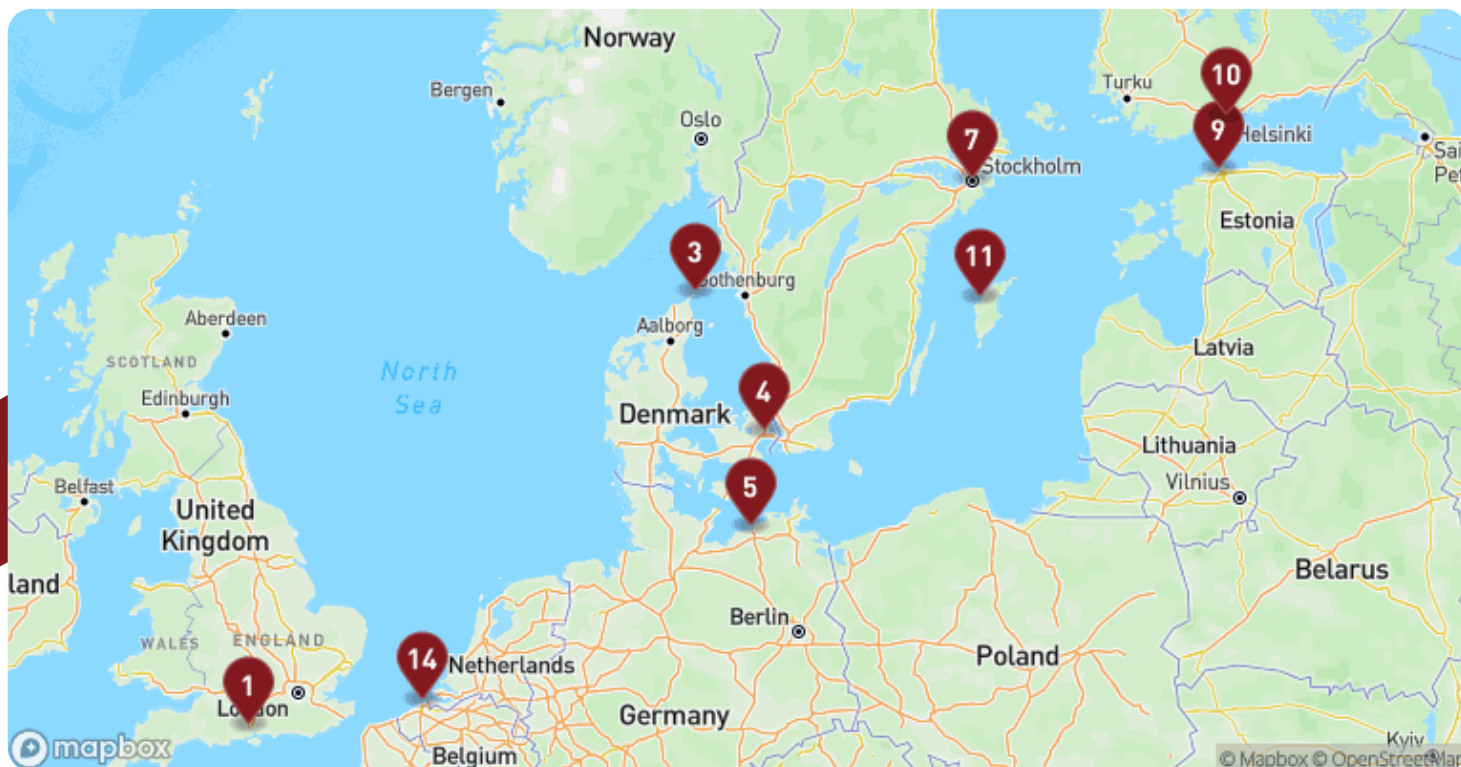 Norway
Bergen
Oslo
10
Turku
7
9
Helsinki
Sai
Pet
Stockholm
Estonia
3
11
Gothenburg
Aberdeen
Aalborg
SCOTLAND
Latvia
North
Sea
4
Edinburgh
Denmark
Lithuania
Belfast
5
Vilnius
United
Kingdom
land
Belarus
Berlin
WALES
ENGLAND
14
Netherlands
Poland
1
London
Germany
mapbox
Belgium
Kyiv
© Mapbox © OpenStreetMap